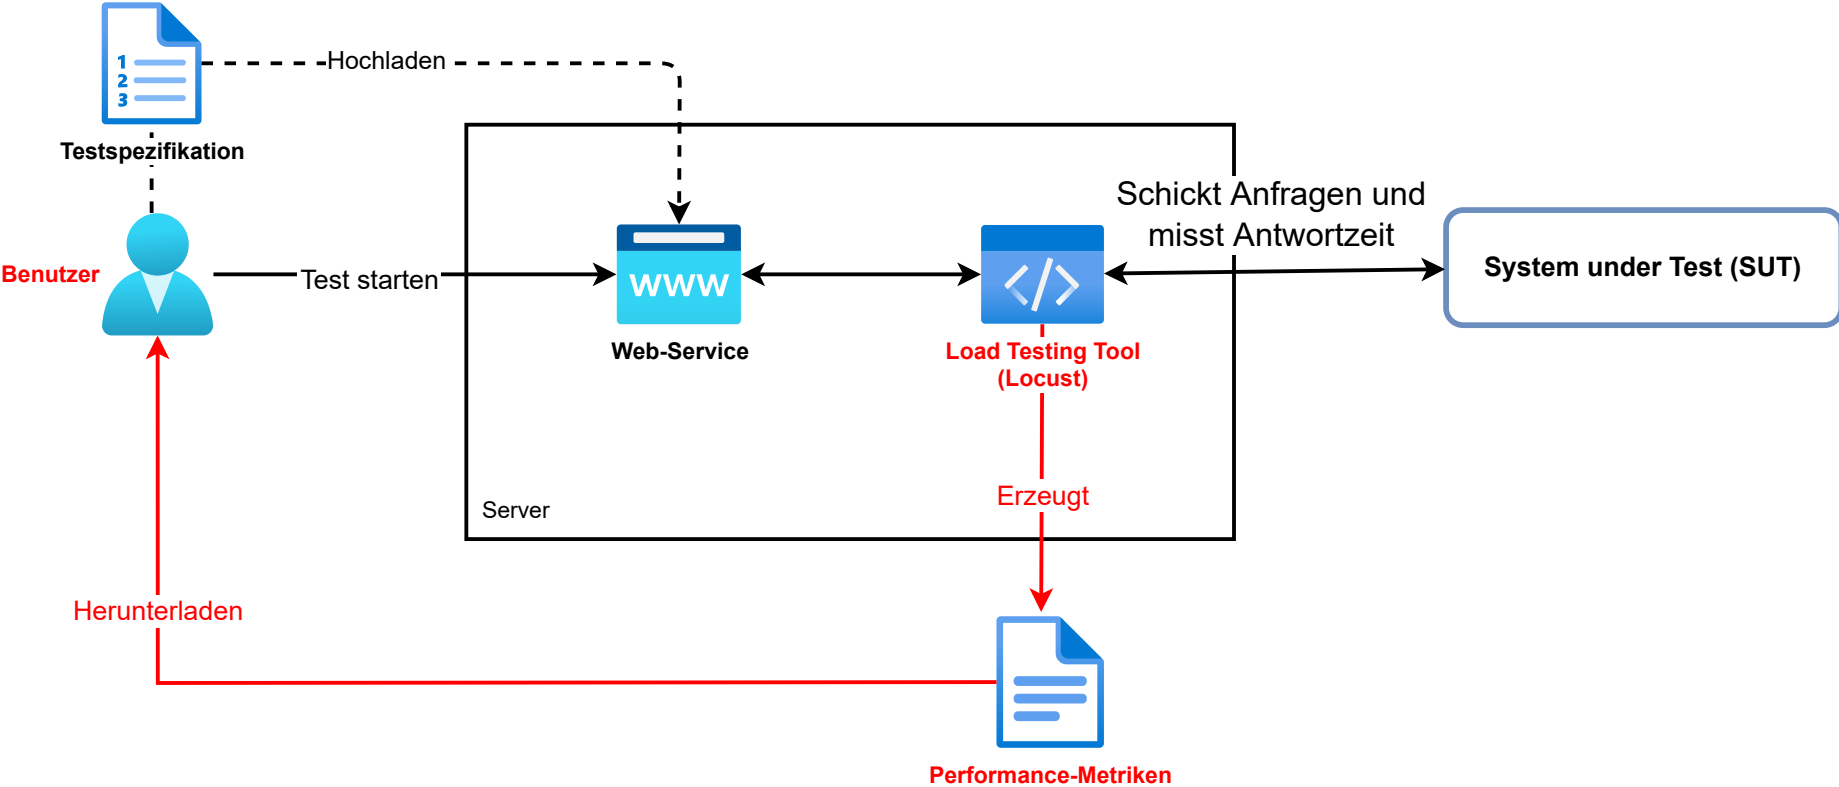 1
2
3
Hochladen
Testspezifikation
Schickt Anfragen und
misst Antwortzeit
Benutzer
Test starten
www
</>
System under Test (SUT)
Web-Service
Load Testing Tool
(Locust)
Erzeugt
Server
Herunterladen
Performance-Metriken